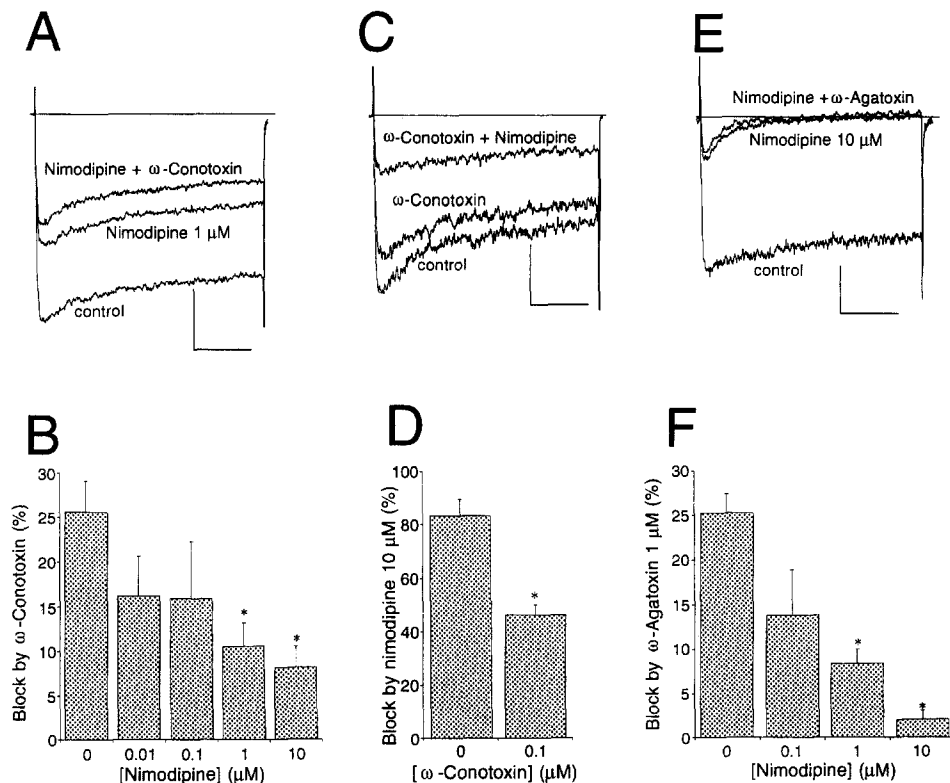 A
C
E
Nimodipine + ω-Conotoxin
Nimodipine 1 μM
control
ω-Conotoxin + Nimodipine
ω-Conotoxin
control
Nimodipine + ω-Agatoxin
Nimodipine 10 μM
control
B
Block by ω-Conotoxin (%)
30
25
20
15
10
5
0
*
*
0 0.01 0.1 1 10
[Nimodipine] (μM)
D
Block by nimodipine 10 μM (%)
100
80
60
40
20
0
*
0 0.1
[ω-Conotoxin] (μM)
F
Block by ω-Agatoxin 1 μM (%)
30
25
20
15
10
5
0
*
*
0 0.1 1 10
[Nimodipine] (μM)